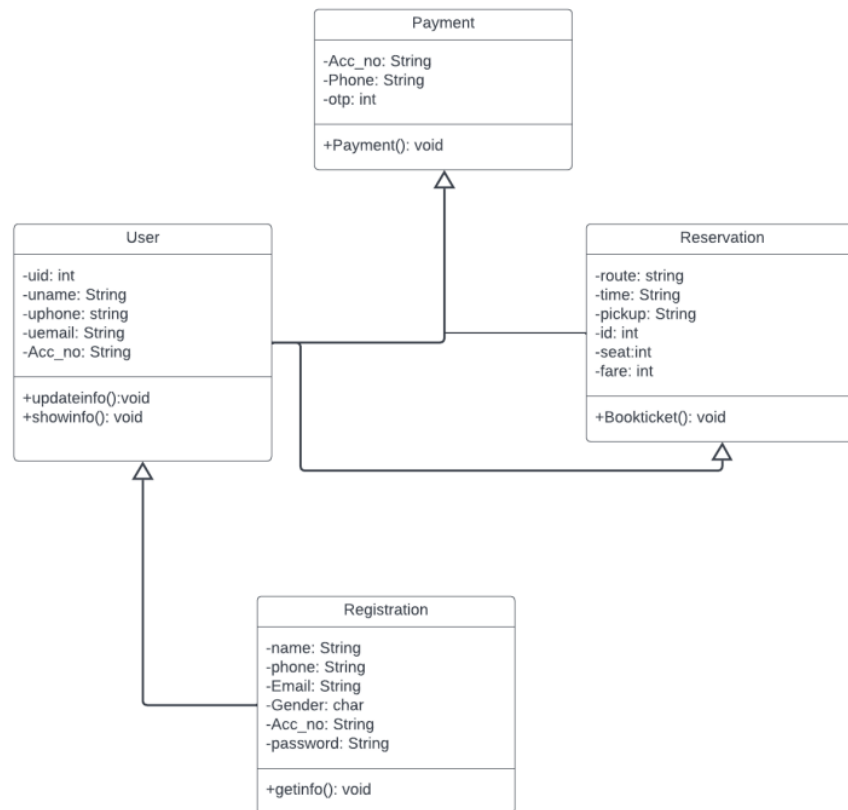 Payment
-Acc_no: String
-Phone: String
-otp: int
+Payment(): void
User
-uid: int
-uname: String
-uphone: string
-uemail: String
-Acc_no: String
+updateinfo():void
+showinfo(): void
Reservation
-route: string
-time: String
-pickup: String
-id: int
-seat:int
-fare: int
+Bookticket(): void
Registration
-name: String
-phone: String
-Email: String
-Gender: char
-Acc_no: String
-password: String
+getinfo(): void